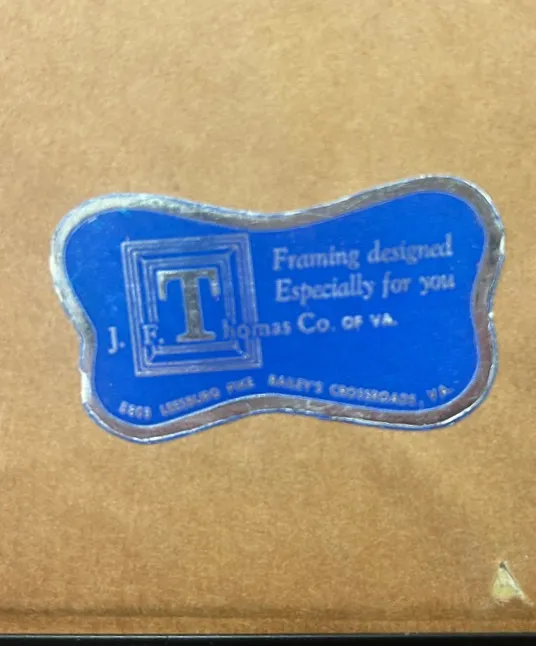 Framing designed
Especially for you
J. F. Thomas Co. OF VA.
LEESBURG PIKE BAILEY'S CROSSROADS, VA.